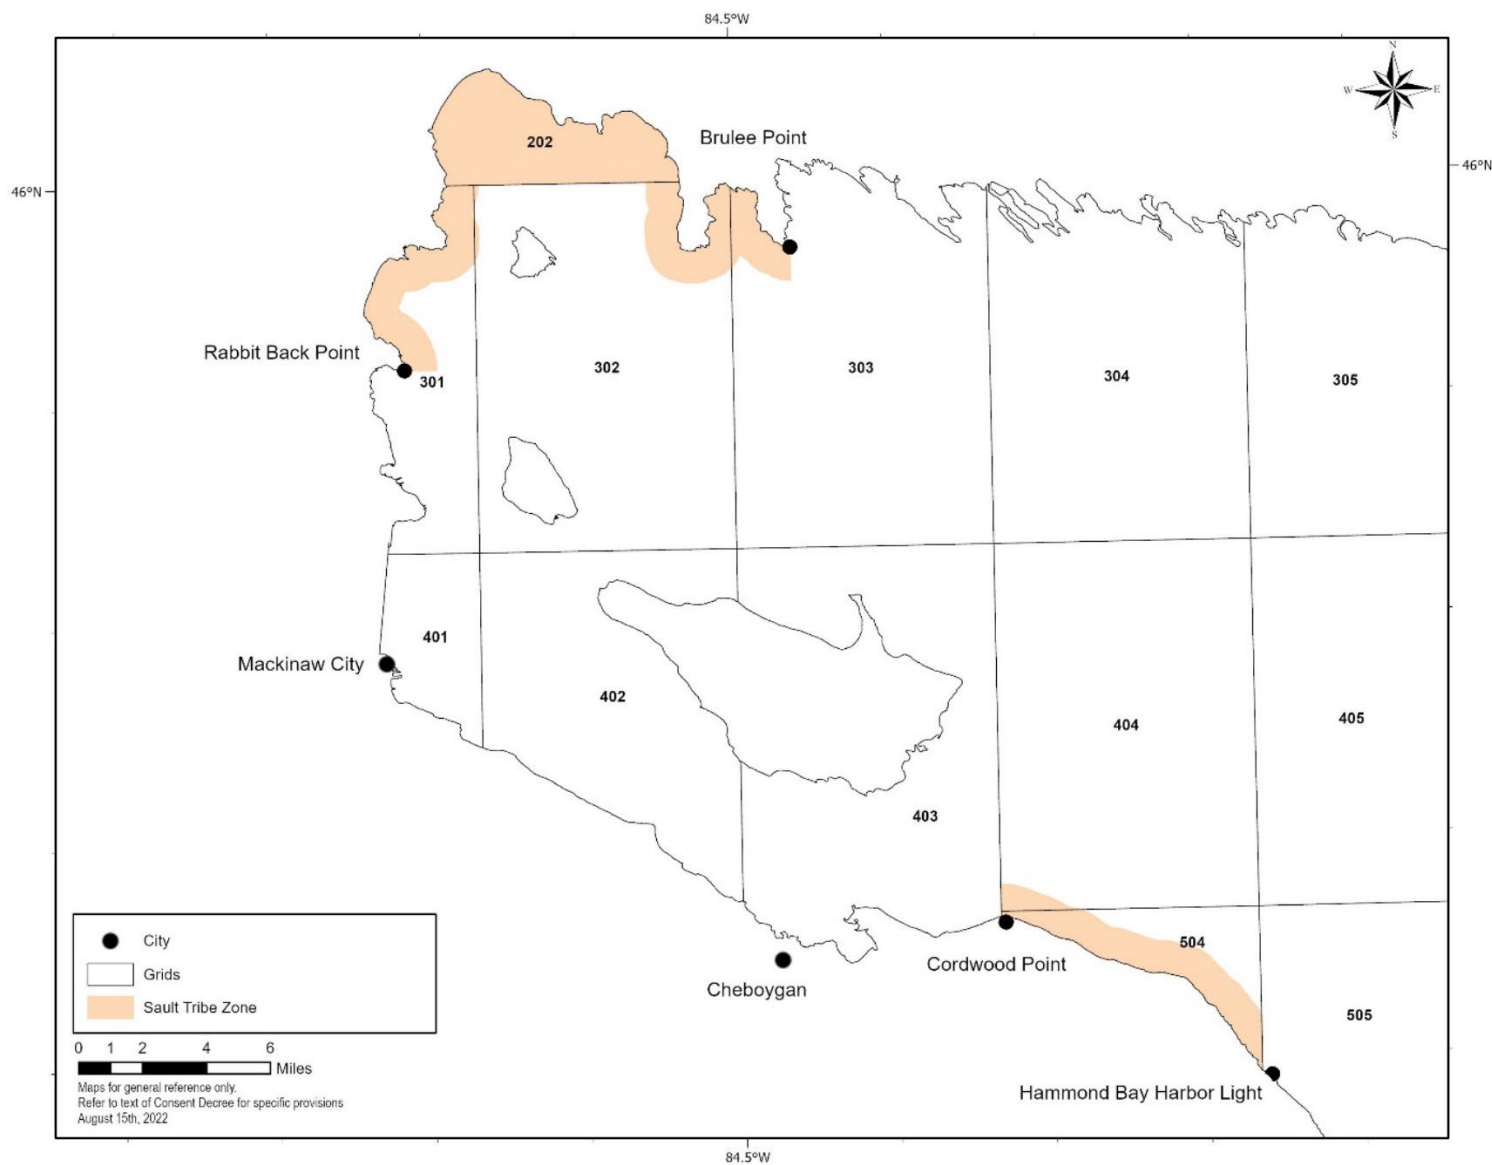 84.5°W
N
W E
S
202
Brulee Point
46°N
46°N
Rabbit Back Point
301
302
303
304
305
401
Mackinaw City
402
404
405
403
504
Cordwood Point
Cheboygan
505
Hammond Bay Harbor Light
City
Grids
Sault Tribe Zone
0 1 2 4 6
Miles
Maps for general reference only.
Refer to text of Consent Decree for specific provisions
August 15th, 2022
84.5°W